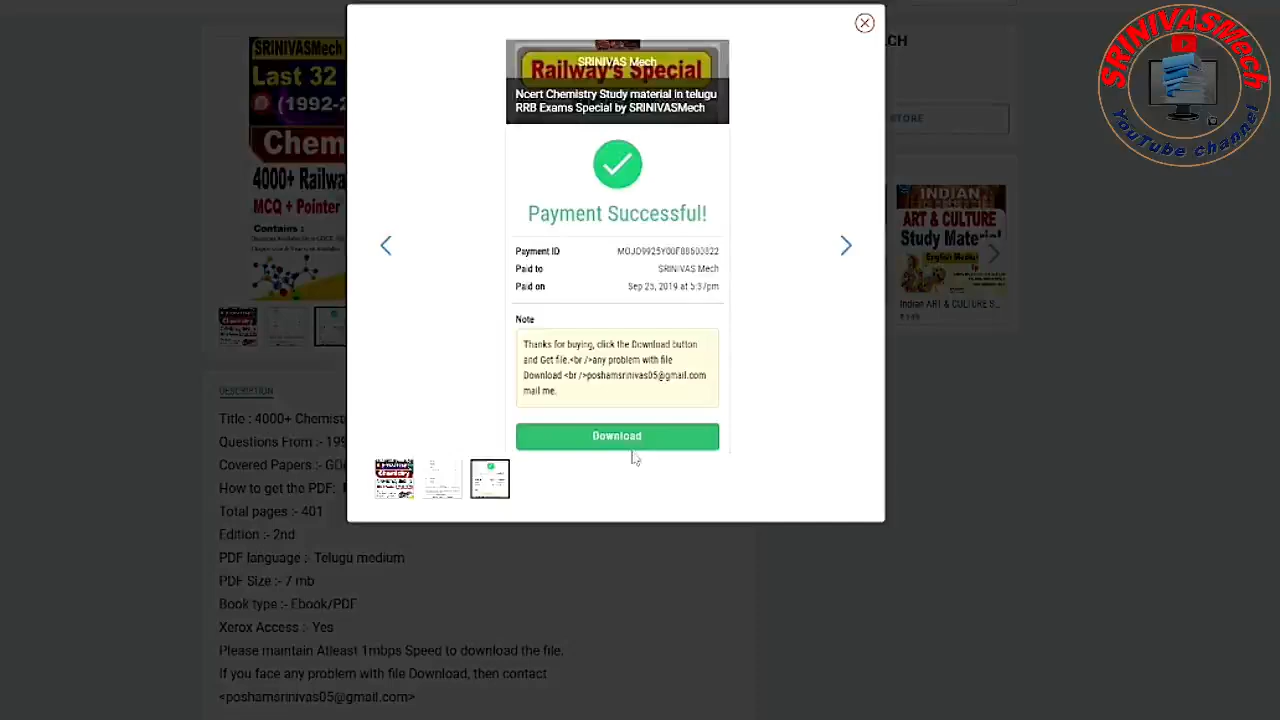 SRINIVASMech
YouTube channel
SRINIVAS Mech
Railway's Special
Ncert Chemistry Study material in telugu
RRB Exams Special by SRINIVASMech
Payment Successful!
Payment ID
Paid to SRINIVAS Mech
Paid on Sep 25, 2019 at 5:37pm
Note
Thanks for buying, click the Download button
and Get file.<br />any problem with file
Download <br />poshamsrinivas05@gmail.com
mail me.
Download
SRINIVASMech
Last 32
(1992-2
Chem
4000+ Railwa
MCQ + Pointer
Contains :
CH
STORE
INDIAN
ART & CULTURE
Study Mater
English Medium
Indian ART & CULTURE B...
DESCRIPTION
Title : 4000+ Chemist
Questions From :- 199
Covered Papers :- GD
How to get the PDF:
Total pages :- 401
Edition :- 2nd
PDF language :- Telugu medium
PDF Size :- 7 mb
Book type :- Ebook/PDF
Xerox Access :- Yes
Please maintain Atleast 1mbps Speed to download the file.
If you face any problem with file Download, then contact
<poshamsrinivas05@gmail.com>